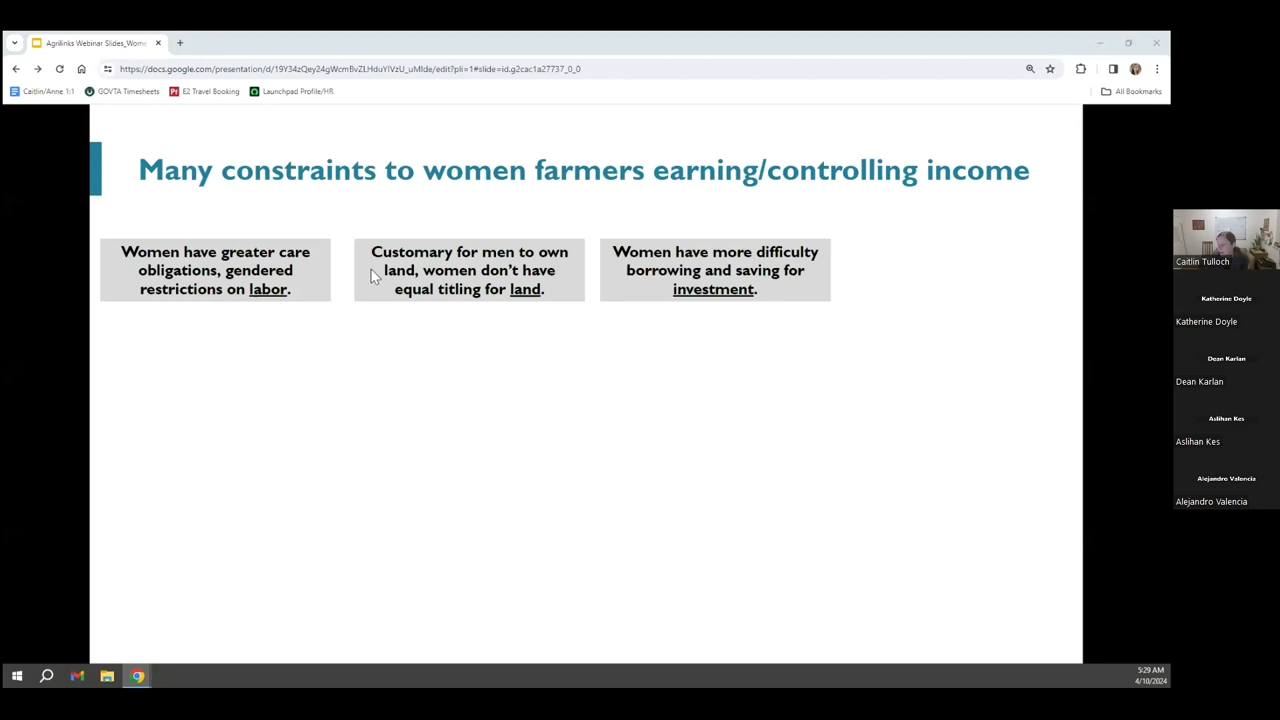 Agrilinks Webinar Slides_Wome
https://docs.google.com/presentation/d/19Y34zQey24gWcmBvZLHduYIVzU_uMlde/edit?pli=1#slide=id.g2cac1a27737_0_0
Caitlin/Anne 1:1
GOVTA Timesheets
E2 Travel Booking
Launchpad Profile/HR
All Bookmarks
Many constraints to women farmers earning/controlling income
Women have greater care
obligations, gendered
restrictions on labor.
Customary for men to own
land, women don't have
equal titling for land.
Women have more difficulty
borrowing and saving for
investment.
Caitlin Tulloch
Katherine Doyle
Katherine Doyle
Dean Karlan
Dean Karlan
Aslihan Kes
Aslihan Kes
Alejandro Valencia
Alejandro Valencia
5:29 AM
4/10/2024